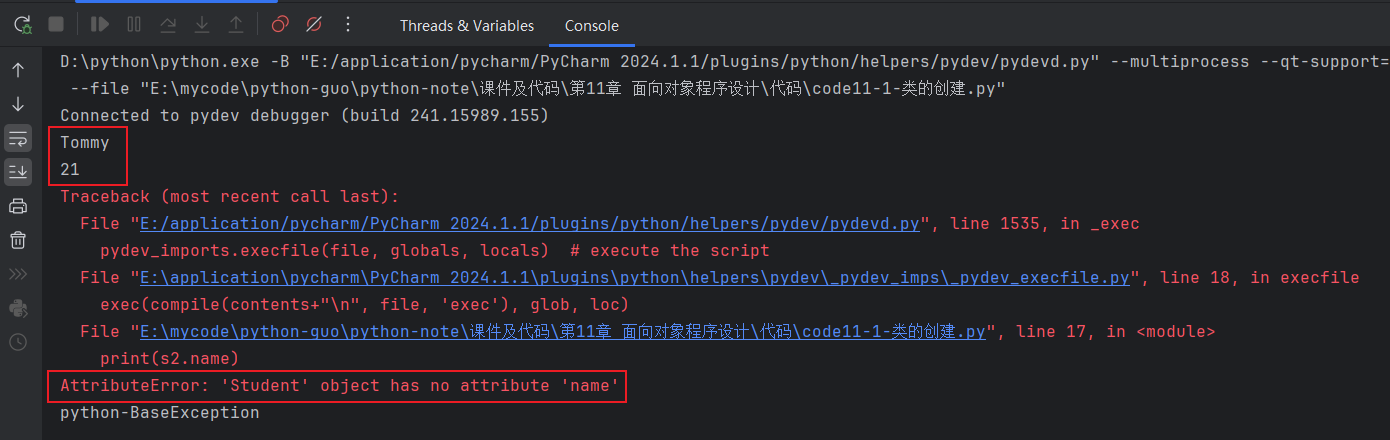 Threads & Variables Console
D:\python\python.exe -B "E:/application/pycharm/PyCharm 2024.1.1/plugins/python/helpers/pydev/pydevd.py" --multiprocess --qt-support=
--file "E:\mycode\python-guo\python-note\课件及代码\第11章 面向对象程序设计\代码\code11-1-类的创建.py"
Connected to pydev debugger (build 241.15989.155)
Tommy
21
Traceback (most recent call last):
File "E:/application/pycharm/PyCharm 2024.1.1/plugins/python/helpers/pydev/pydevd.py", line 1535, in _exec
pydev_imports.execfile(file, globals, locals)  # execute the script
File "E:\application\pycharm\PyCharm 2024.1.1\plugins\python\helpers\pydev\_pydev_imps\_pydev_execfile.py", line 18, in execfile
exec(compile(contents+"\n", file, 'exec'), glob, loc)
File "E:\mycode\python-guo\python-note\课件及代码\第11章 面向对象程序设计\代码\code11-1-类的创建.py", line 17, in <module>
print(s2.name)
AttributeError: 'Student' object has no attribute 'name'
python-BaseException